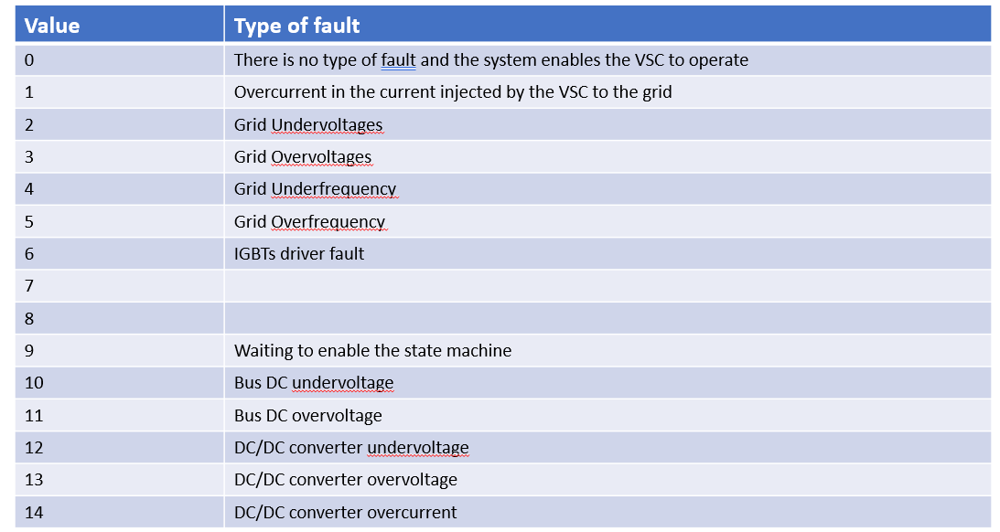 Value Type of fault
0 There is no type of fault and the system enables the VSC to operate
1 Overcurrent in the current injected by the VSC to the grid
2 Grid Undervoltages
3 Grid Overvoltages
4 Grid Underfrequency
5 Grid Overfrequency
6 IGBTs driver fault
7
8
9 Waiting to enable the state machine
10 Bus DC undervoltage
11 Bus DC overvoltage
12 DC/DC converter undervoltage
13 DC/DC converter overvoltage
14 DC/DC converter overcurrent